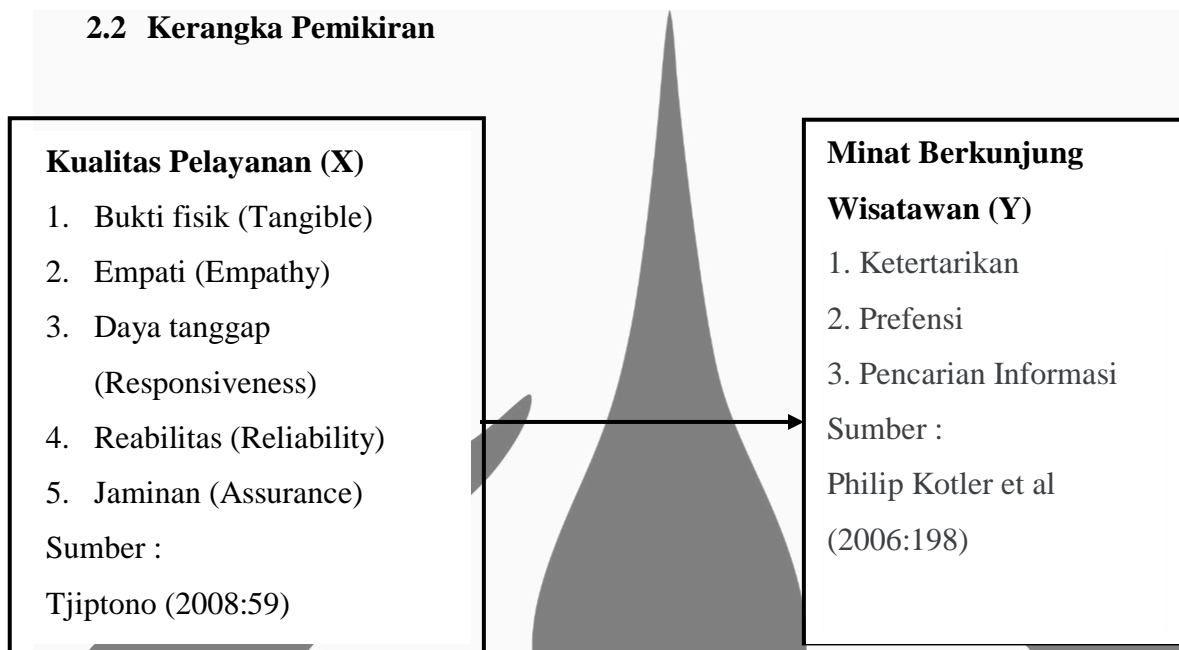 2.2 Kerangka Pemikiran
Kualitas Pelayanan (X)
1. Bukti fisik (Tangible)
2. Empati (Empathy)
3. Daya tanggap
(Responsiveness)
4. Reabilitas (Reliability)
5. Jaminan (Assurance)
Sumber :
Tjiptono (2008:59)
Minat Berkunjung
Wisatawan (Y)
1. Ketertarikan
2. Prefensi
3. Pencarian Informasi
Sumber :
Philip Kotler et al
(2006:198)